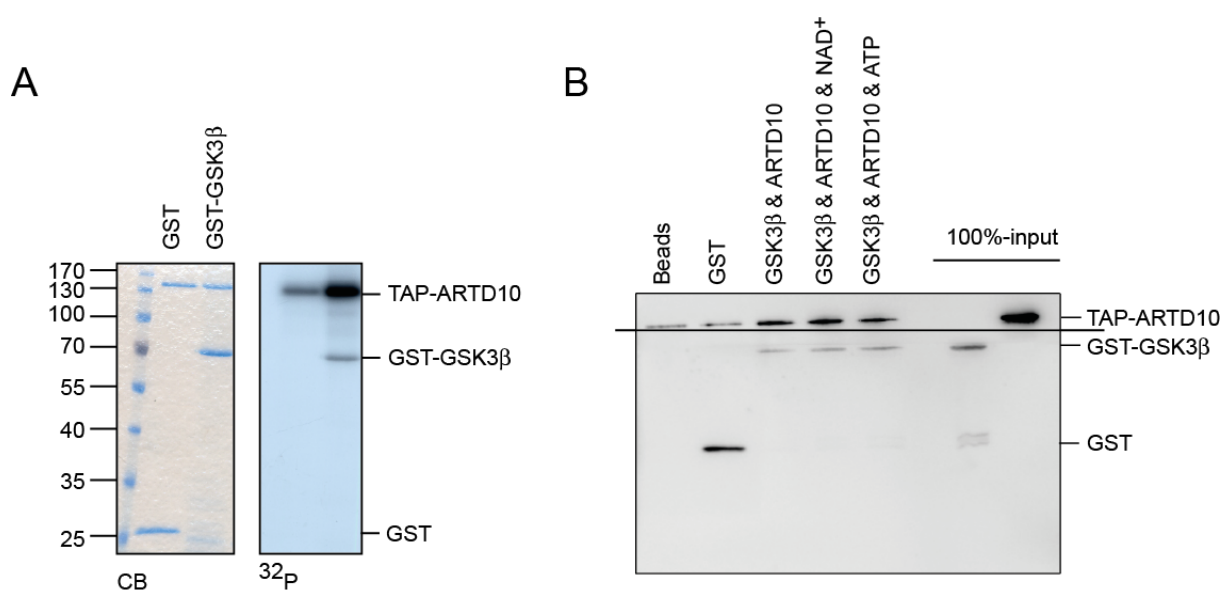 A
GST
GST-GSK3β
170
130
100
70
55
40
35
25
CB
32P
TAP-ARTD10
GST-GSK3β
GST
B
Beads
GST
GSK3β & ARTD10
GSK3β & ARTD10 & NAD+
GSK3β & ARTD10 & ATP
100%-input
TAP-ARTD10
GST-GSK3β
GST